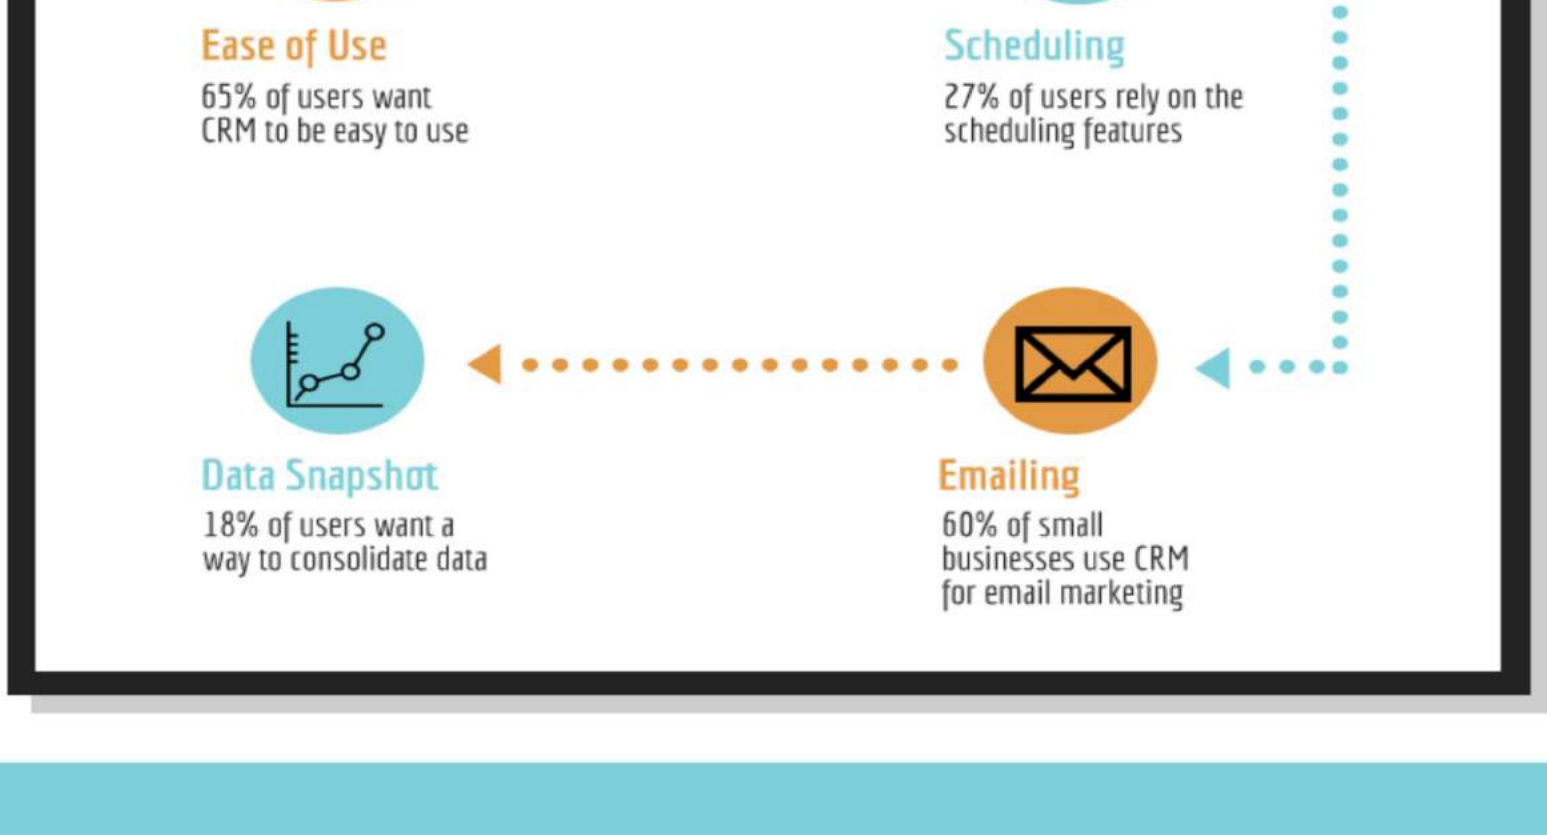 Ease of Use
65% of users want
CRM to be easy to use
Scheduling
27% of users rely on the
scheduling features
Data Snapshot
18% of users want a
way to consolidate data
Emailing
60% of small
businesses use CRM
for email marketing